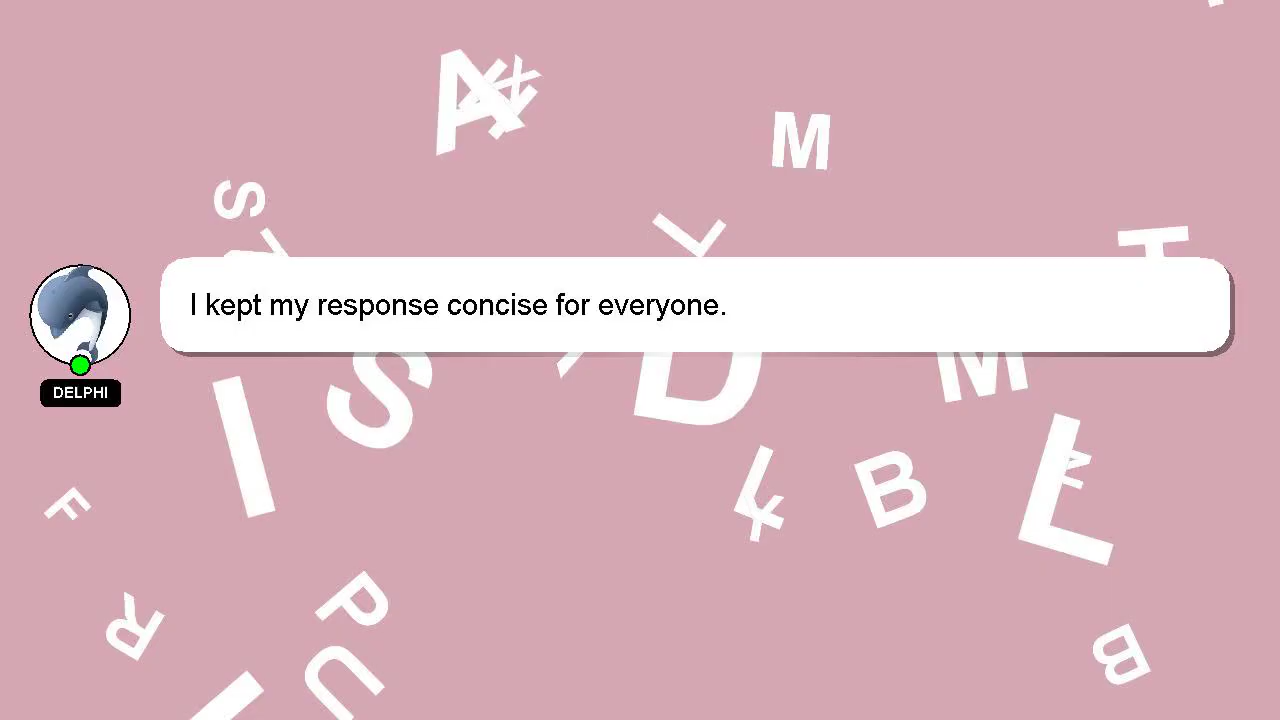 I kept my response concise for everyone.
DELPHI
A
M
S
L
I
S
D
M
L
B
L
Y
F
R
P
U
B